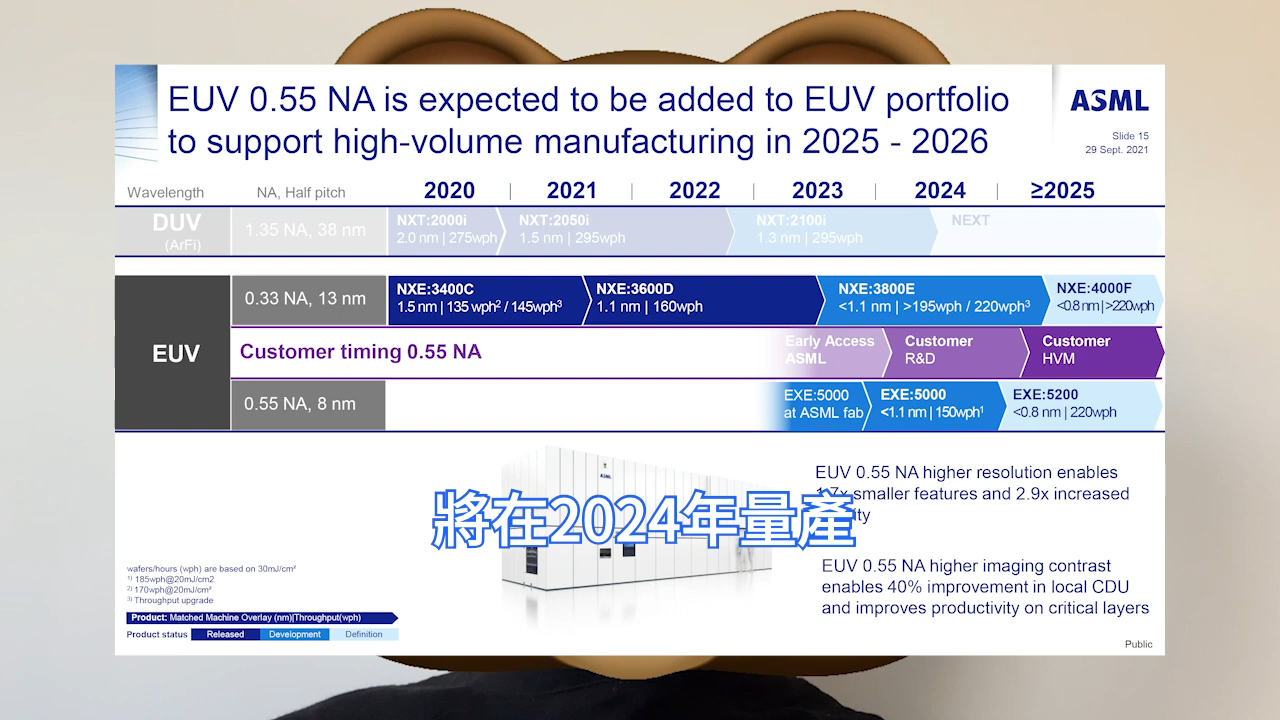 EUV 0.55 NA is expected to be added to EUV portfolio
to support high-volume manufacturing in 2025 - 2026
ASML
Slide 15
29 Sept. 2021
Wavelength NA, Half pitch 2020 2021 2022 2023 2024 ≥2025
DUV
(ArFi)
1.35 NA, 38 nm
NXT:2000i
2.0 nm | 275wph
NXT:2050i
1.5 nm | 295wph
NXT:2100i
1.3 nm | 295wph
NEXT
EUV
0.33 NA, 13 nm
NXE:3400C
1.5 nm | 135 wph² / 145wph³
NXE:3600D
1.1 nm | 160wph
NXE:3800E
<1.1 nm | >195wph / 220wph³
NXE:4000F
<0.8 nm | >220wph
Customer timing 0.55 NA
Early Access
ASML
Customer
R&D
Customer
HVM
0.55 NA, 8 nm
EXE:5000
at ASML fab
EXE:5000
<1.1 nm | 150wph¹
EXE:5200
<0.8 nm | 220wph
ASML
EUV 0.55 NA higher resolution enables
smaller features and 2.9x increased
將在2024年量產
EUV 0.55 NA higher imaging contrast
enables 40% improvement in local CDU
and improves productivity on critical layers
wafers/hours (wph) are based on 30mJ/cm²
¹⁾ 185wph@20mJ/cm2
²⁾ 170wph@20mJ/cm²
³⁾ Throughput upgrade
Product: Matched Machine Overlay (nm)|Throughput(wph)
Product status Released Development Definition
Public